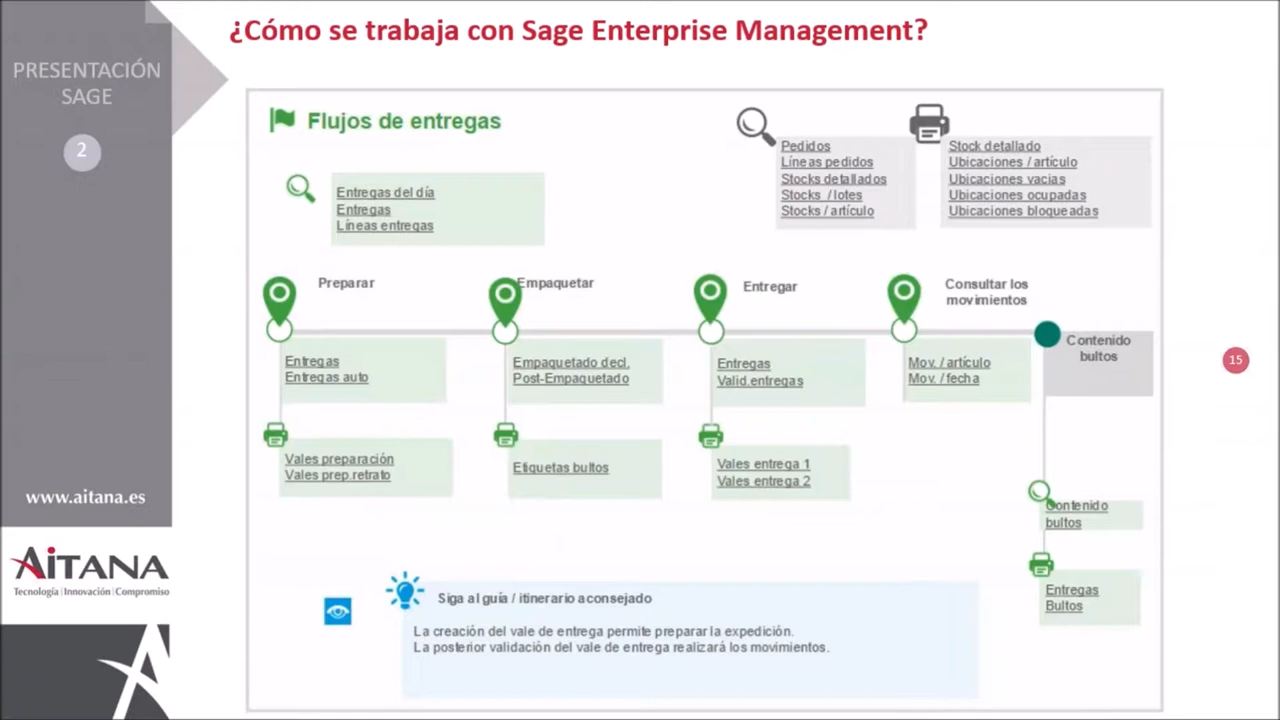 ¿Cómo se trabaja con Sage Enterprise Management?
PRESENTACIÓN
SAGE
2
Flujos de entregas
Pedidos
Líneas pedidos
Stocks detallados
Stocks / lotes
Stocks / artículo
Stock detallado
Ubicaciones / artículo
Ubicaciones vacias
Ubicaciones ocupadas
Ubicaciones bloqueadas
Entregas del día
Entregas
Líneas entregas
Preparar
Empaquetar
Entregar
Consultar los
movimientos
Contenido
bultos
Entregas
Entregas auto
Empaquetado decl.
Post-Empaquetado
Entregas
Valid.entregas
Mov. / artículo
Mov. / fecha
15
Vales preparación
Vales prep.retrato
Etiquetas bultos
Vales entrega 1
Vales entrega 2
Contenido
bultos
Entregas
Bultos
www.aitana.es
AiTANA
Tecnología | Innovación | Compromiso
Siga al guía / itinerario aconsejado
La creación del vale de entrega permite preparar la expedición.
La posterior validación del vale de entrega realizará los movimientos.